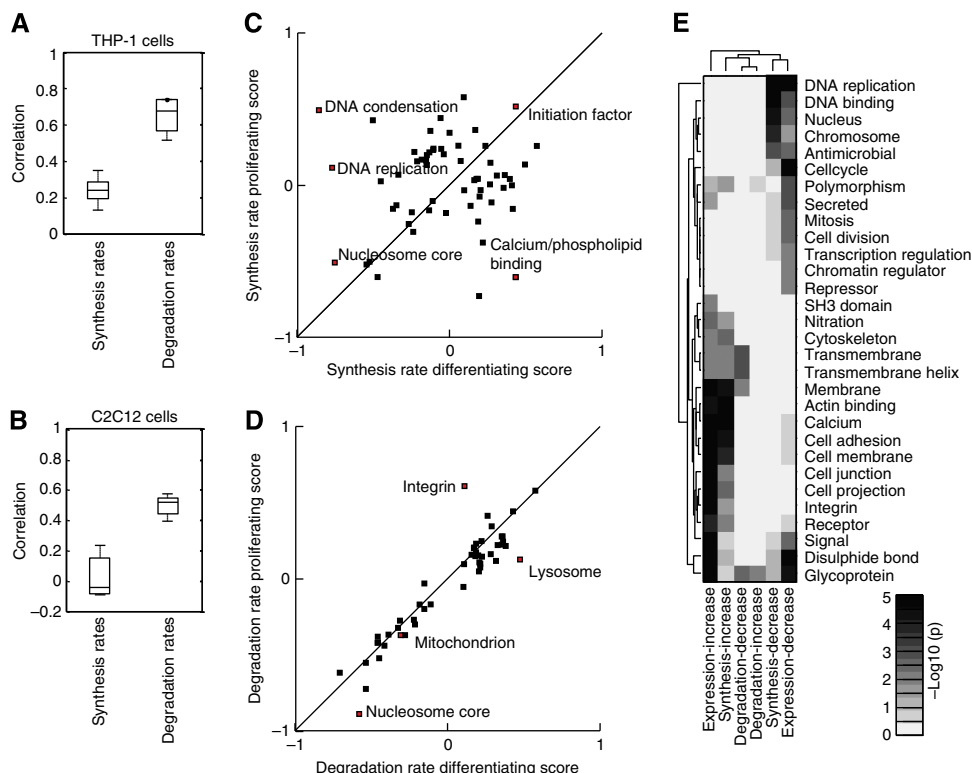 A
THP-1 cells
1
0.8
0.6
0.4
0.2
0
Correlation
Synthesis rates
Degradation rates
B
C2C12 cells
1
0.8
0.6
0.4
0.2
0
−0.2
Correlation
Synthesis rates
Degradation rates
C
1
0
−1
Synthesis rate proliferating score
DNA condensation
Initiation factor
DNA replication
Nucleosome core
Calcium/phospholipid
binding
−1
0
1
Synthesis rate differentiating score
D
1
0
−1
Degradation rate proliferating score
Integrin
Lysosome
Mitochondrion
Nucleosome core
−1
0
1
Degradation rate differentiating score
E
DNA replication
DNA binding
Nucleus
Chromosome
Antimicrobial
Cellcycle
Polymorphism
Secreted
Mitosis
Cell division
Transcription regulation
Chromatin regulator
Repressor
SH3 domain
Nitration
Cytoskeleton
Transmembrane
Transmembrane helix
Membrane
Actin binding
Calcium
Cell adhesion
Cell membrane
Cell junction
Cell projection
Integrin
Receptor
Signal
Disulphide bond
Glycoprotein
Expression-increase
Synthesis-increase
Degradation-decrease
Degradation-increase
Synthesis-decrease
Expression-decrease
5
4
3
2
1
0
−Log10 (p)